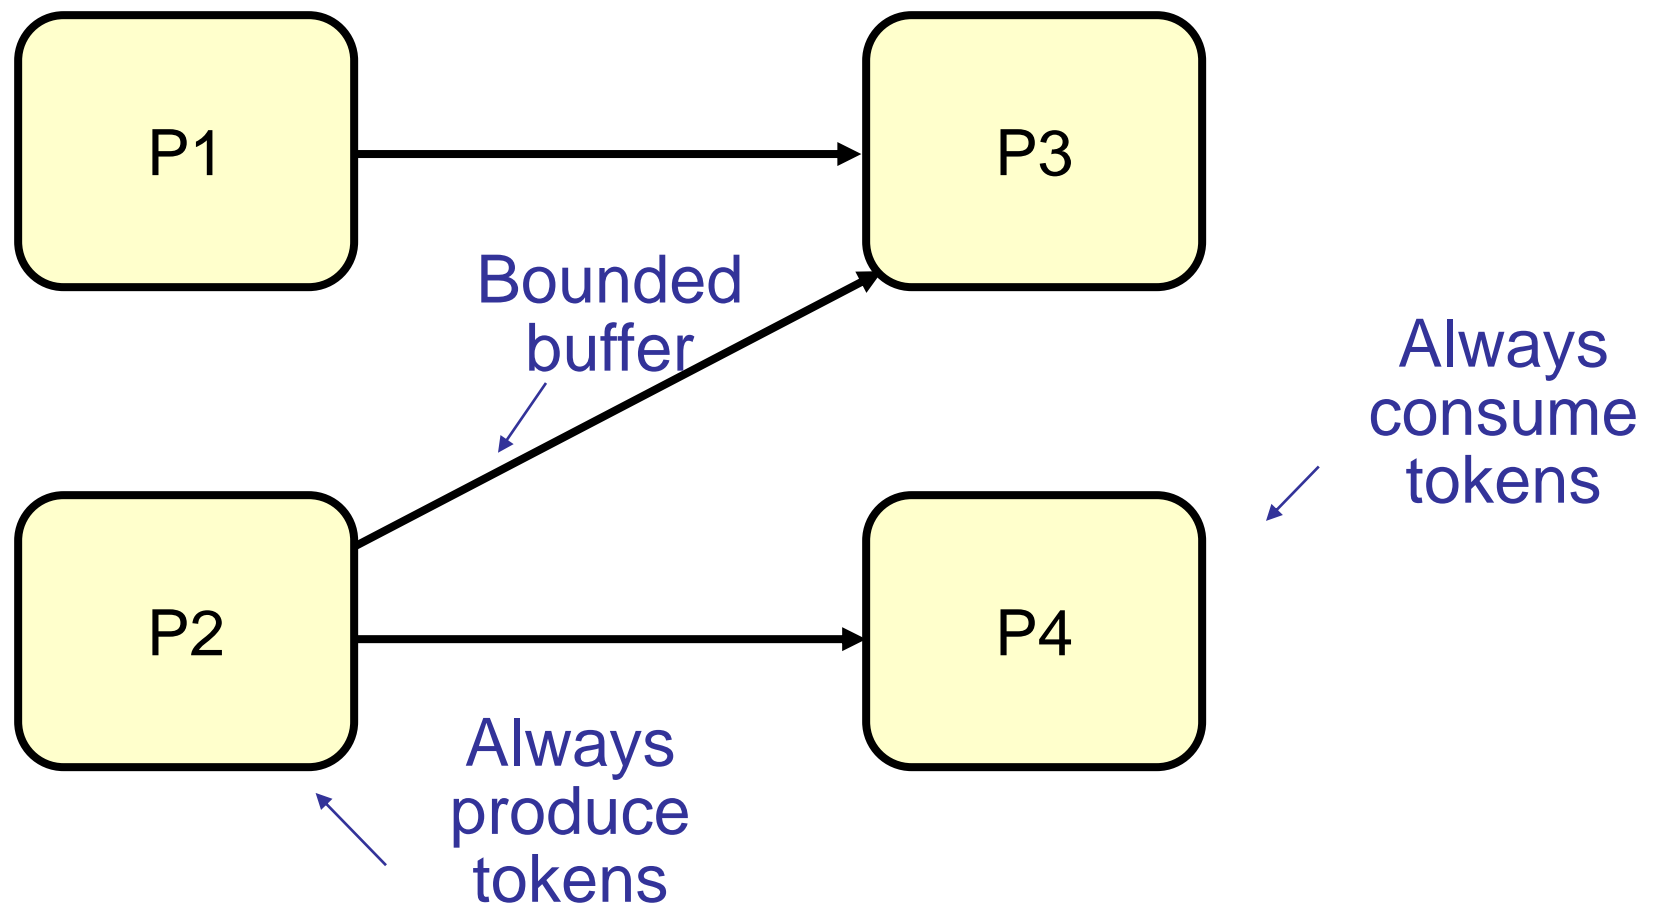 P1
P3
Bounded
buffer
Always
consume
tokens
P2
P4
Always
produce
tokens